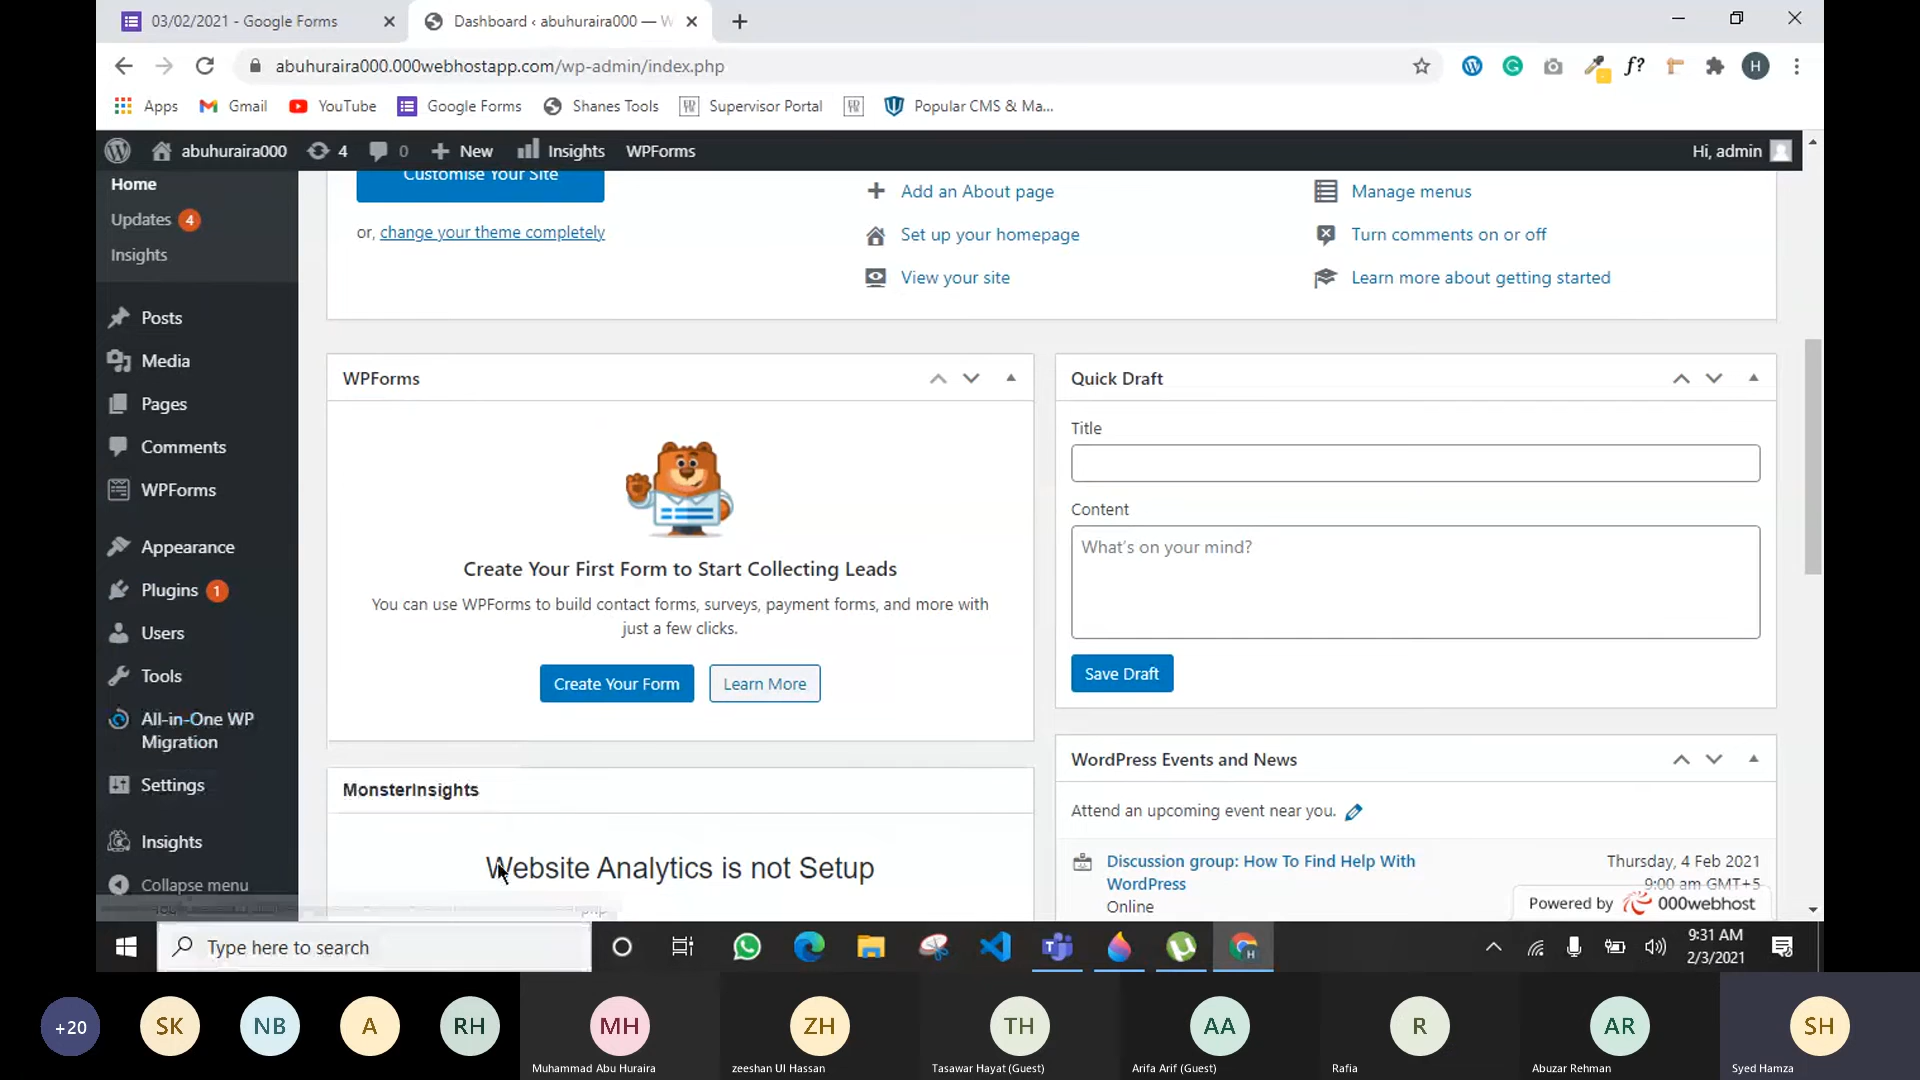 03/02/2021 - Google Forms
Dashboard ‹ abuhuraira000 — W
abuhuraira000.000webhostapp.com/wp-admin/index.php
H
Apps
Gmail
YouTube
Google Forms
Shanes Tools
Supervisor Portal
Popular CMS & Ma...
abuhuraira000
4
0
New
Insights
WPForms
Hi, admin
Home
Updates 4
Insights
Posts
Media
Pages
Comments
WPForms
Appearance
Plugins 1
Users
Tools
All-in-One WP
Migration
Settings
Insights
Collapse menu
Customise Your Site
or, change your theme completely
Add an About page
Set up your homepage
View your site
Manage menus
Turn comments on or off
Learn more about getting started
WPForms
Create Your First Form to Start Collecting Leads
You can use WPForms to build contact forms, surveys, payment forms, and more with
just a few clicks.
Create Your Form
Learn More
MonsterInsights
Website Analytics is not Setup
Quick Draft
Title
Content
What's on your mind?
Save Draft
WordPress Events and News
Attend an upcoming event near you.
Discussion group: How To Find Help With
WordPress
Online
Thursday, 4 Feb 2021
9:00 am GMT+5
Powered by 000webhost
Type here to search
9:31 AM
2/3/2021
+20
SK
NB
A
RH
MH
Muhammad Abu Huraira
ZH
zeeshan Ul Hassan
TH
Tasawar Hayat (Guest)
AA
Arifa Arif (Guest)
R
Rafia
AR
Abuzar Rehman
SH
Syed Hamza